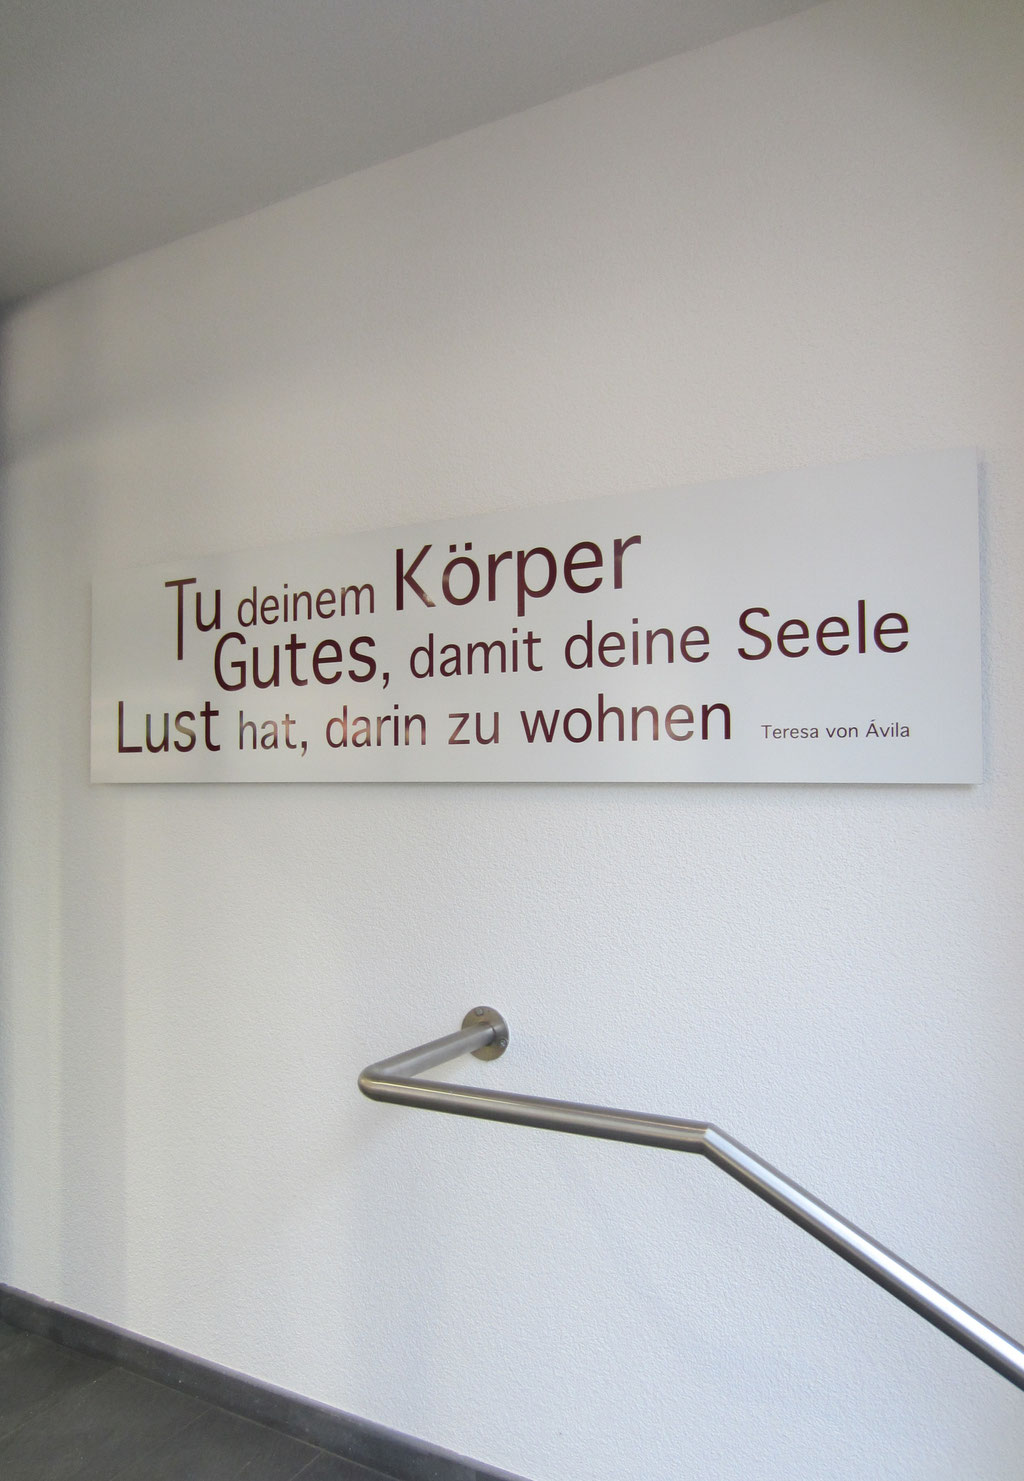 Tu deinem Körper
Gutes, damit deine Seele
Lust hat, darin zu wohnen Teresa von Ávila